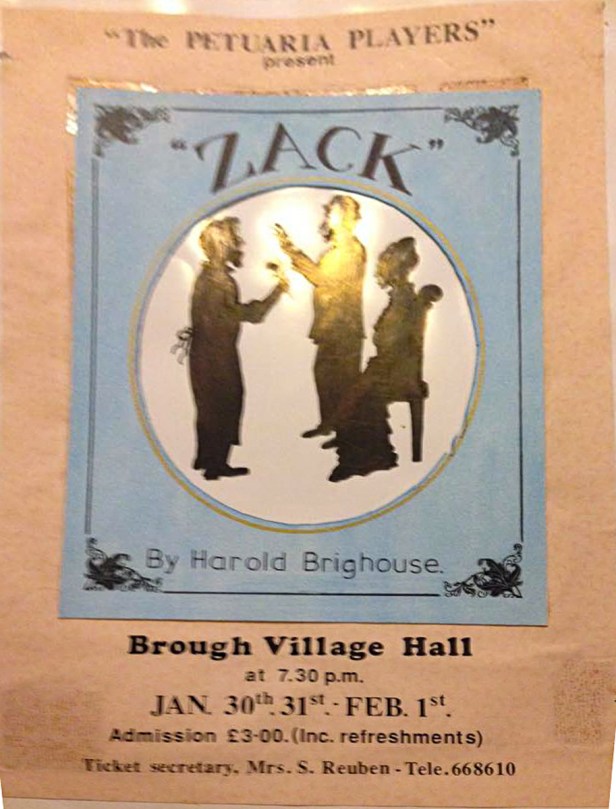 "The PETUARIA PLAYERS"
present
"ZACK"
By Harold Brighouse.
Brough Village Hall
at 7.30 p.m.
JAN. 30th. 31st. - FEB. 1st.
Admission £3-00. (Inc. refreshments)
Ticket secretary, Mrs. S. Reuben - Tele. 668610